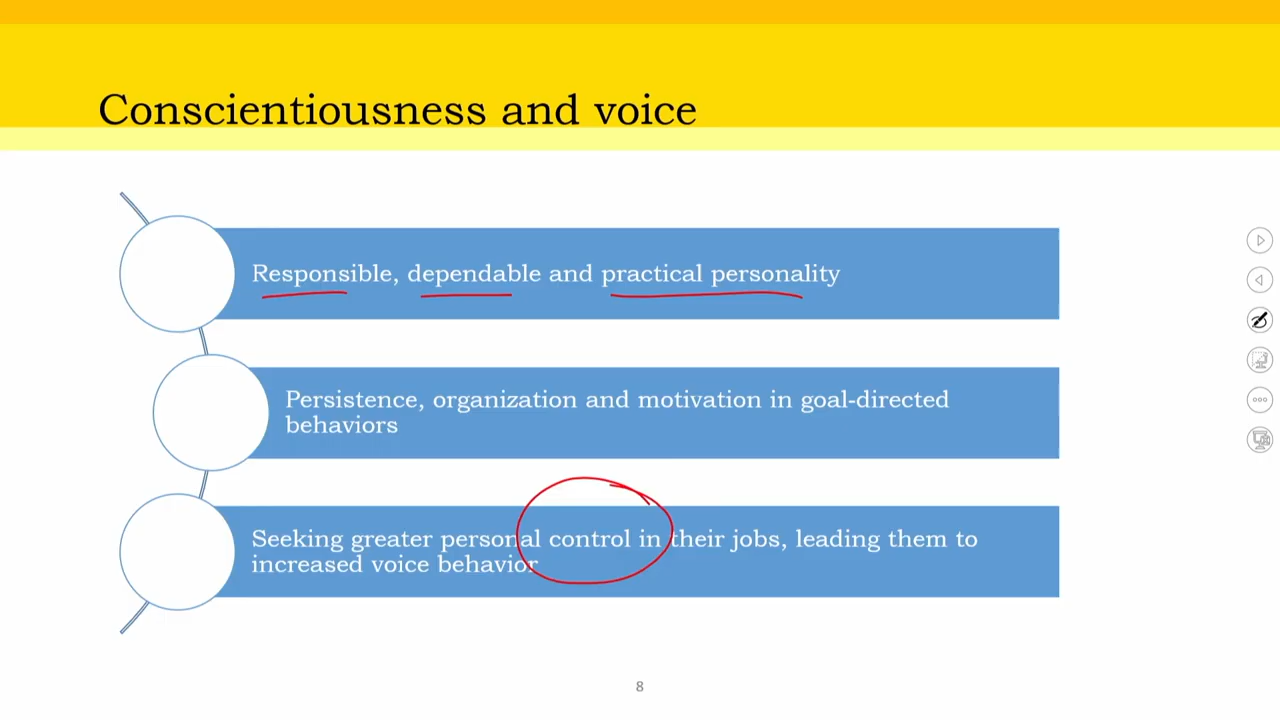 Conscientiousness and voice
Responsible, dependable and practical personality
Persistence, organization and motivation in goal-directed
behaviors
Seeking greater personal control in their jobs, leading them to
increased voice behavior
8